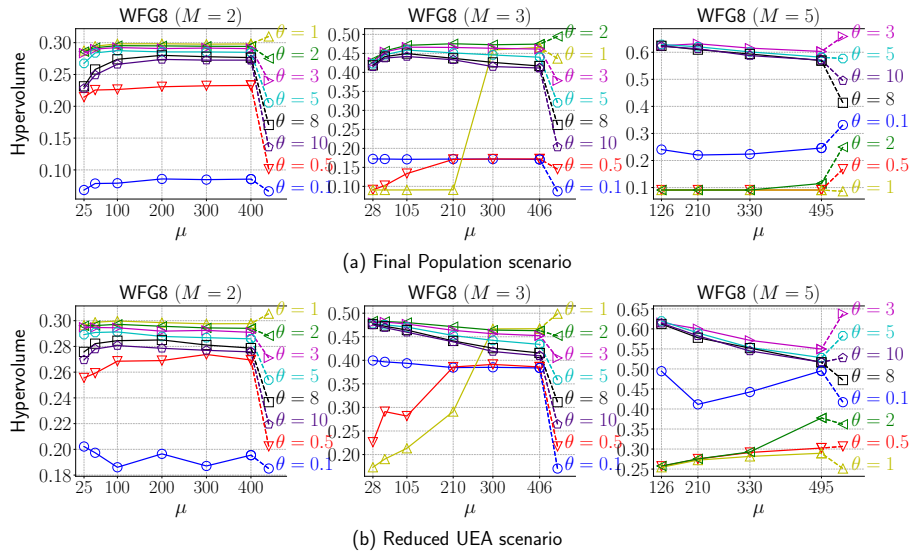 WFG8 (M = 2)
Hypervolume
0.30
0.25
0.20
0.15
0.10
25
100
200
300
400
μ
θ = 1
θ = 2
θ = 3
θ = 5
θ = 8
θ = 10
θ = 0.5
θ = 0.1
WFG8 (M = 3)
0.50
0.45
0.40
0.35
0.30
0.25
0.20
0.15
0.10
28
105
210
300
406
μ
θ = 2
θ = 1
θ = 3
θ = 5
θ = 8
θ = 10
θ = 0.5
θ = 0.1
WFG8 (M = 5)
0.6
0.5
0.4
0.3
0.2
0.1
126
210
330
495
μ
θ = 3
θ = 5
θ = 10
θ = 8
θ = 0.1
θ = 2
θ = 0.5
θ = 1
(a) Final Population scenario
WFG8 (M = 2)
Hypervolume
0.30
0.28
0.26
0.24
0.22
0.20
0.18
25
100
200
300
400
μ
θ = 1
θ = 2
θ = 3
θ = 5
θ = 8
θ = 10
θ = 0.5
θ = 0.1
WFG8 (M = 3)
0.50
0.45
0.40
0.35
0.30
0.25
0.20
28
105
210
300
406
μ
θ = 1
θ = 2
θ = 3
θ = 5
θ = 8
θ = 10
θ = 0.5
θ = 0.1
WFG8 (M = 5)
0.65
0.60
0.55
0.50
0.45
0.40
0.35
0.30
0.25
126
210
330
495
μ
θ = 3
θ = 5
θ = 10
θ = 8
θ = 0.1
θ = 2
θ = 0.5
θ = 1
(b) Reduced UEA scenario